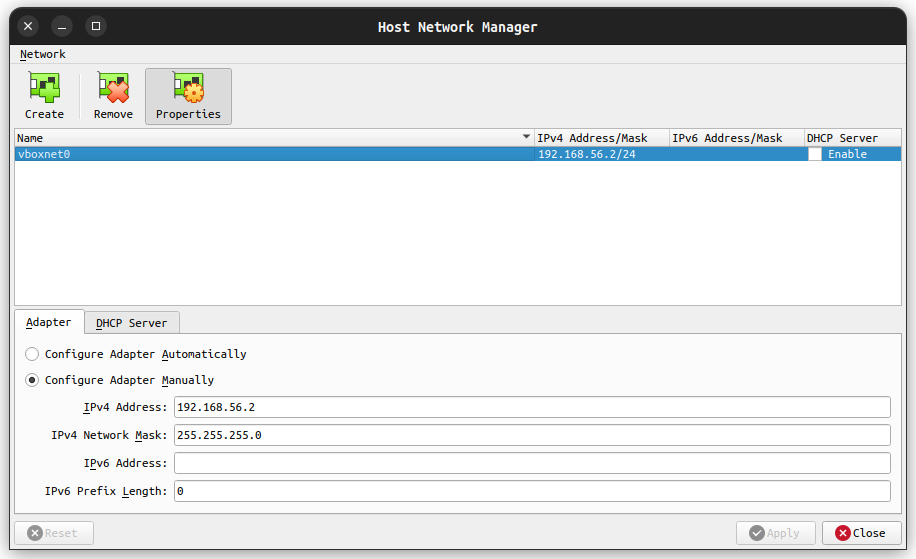 Host Network Manager
Network
Create Remove Properties
Name IPv4 Address/Mask IPv6 Address/Mask DHCP Server
vboxnet0 192.168.56.2/24 Enable
Adapter DHCP Server
Configure Adapter Automatically
Configure Adapter Manually
IPv4 Address: 192.168.56.2
IPv4 Network Mask: 255.255.255.0
IPv6 Address:
IPv6 Prefix Length: 0
Reset Apply Close